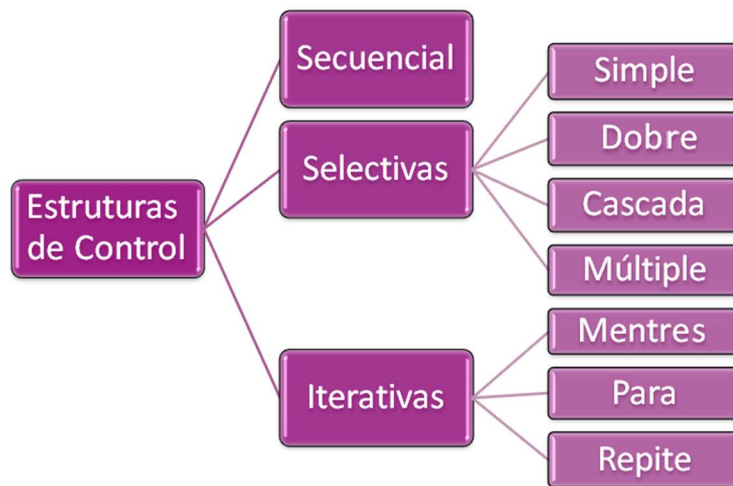 Estruturas
de Control
Secuencial
Selectivas
Iterativas
Simple
Dobre
Cascada
Múltiple
Mentres
Para
Repite